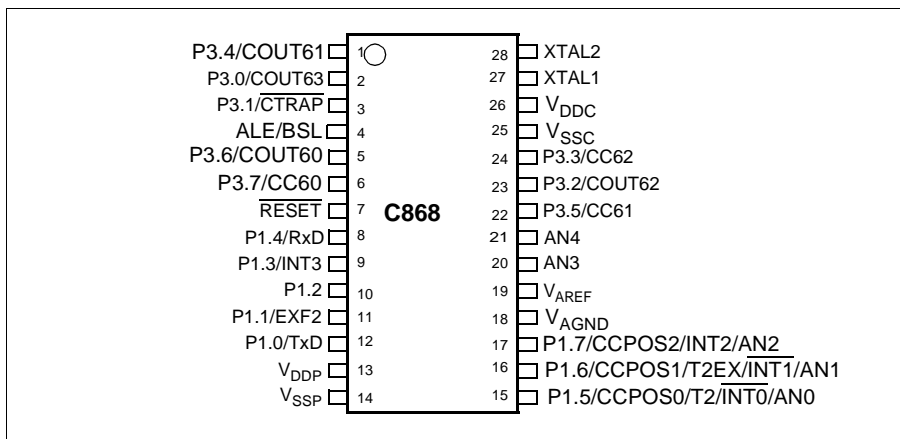 P3.4/COUT61 1
P3.0/COUT63 2
P3.1/CTRAP 3
ALE/BSL 4
P3.6/COUT60 5
P3.7/CC60 6
RESET 7
P1.4/RxD 8
P1.3/INT3 9
P1.2 10
P1.1/EXF2 11
P1.0/TxD 12
VDDP 13
VSSP 14
C868
28 XTAL2
27 XTAL1
26 VDDC
25 VSSC
24 P3.3/CC62
23 P3.2/COUT62
22 P3.5/CC61
21 AN4
20 AN3
19 VAREF
18 VAGND
17 P1.7/CCPOS2/INT2/AN2
16 P1.6/CCPOS1/T2EX/INT1/AN1
15 P1.5/CCPOS0/T2/INT0/AN0